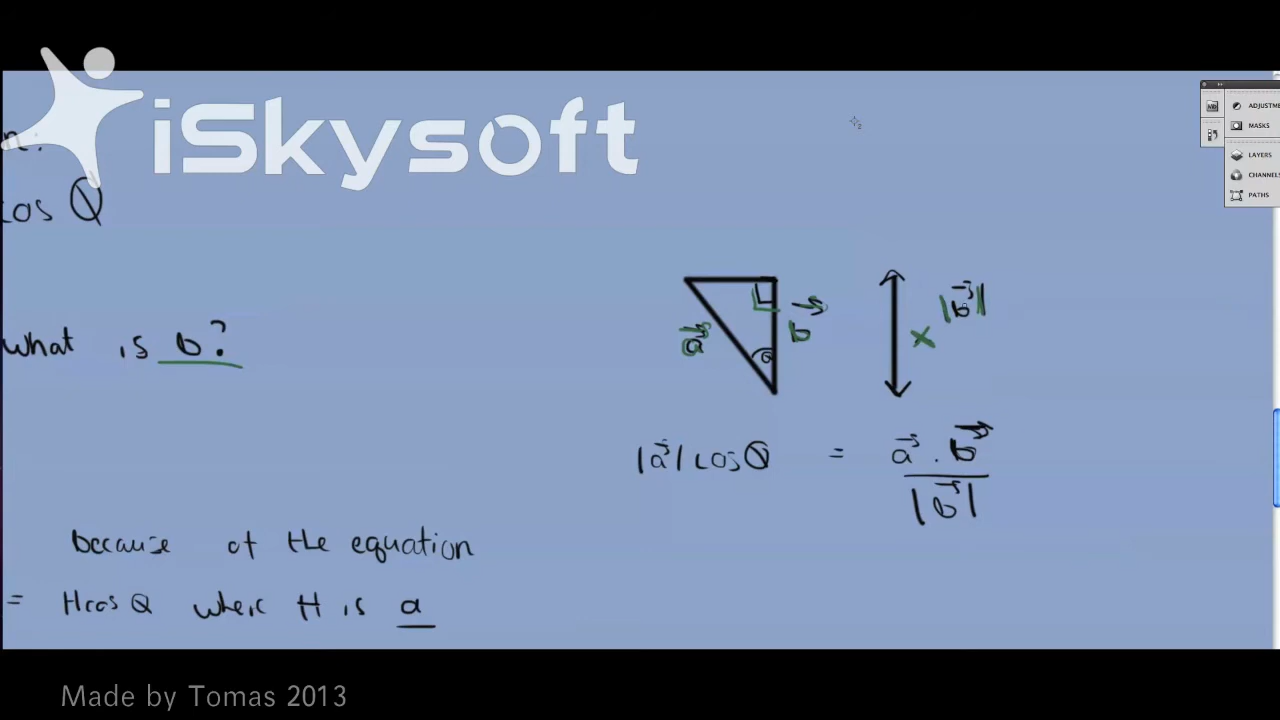 iSkysoft
n:
cos θ
what is b?
a⃗
b⃗
θ
x |b⃗|
|a⃗| cos θ = a⃗ . b⃗
|b⃗|
because of the equation
= H cos θ where H is a
ADJUSTME
MASKS
LAYERS
CHANNELS
PATHS
Made by Tomas 2013